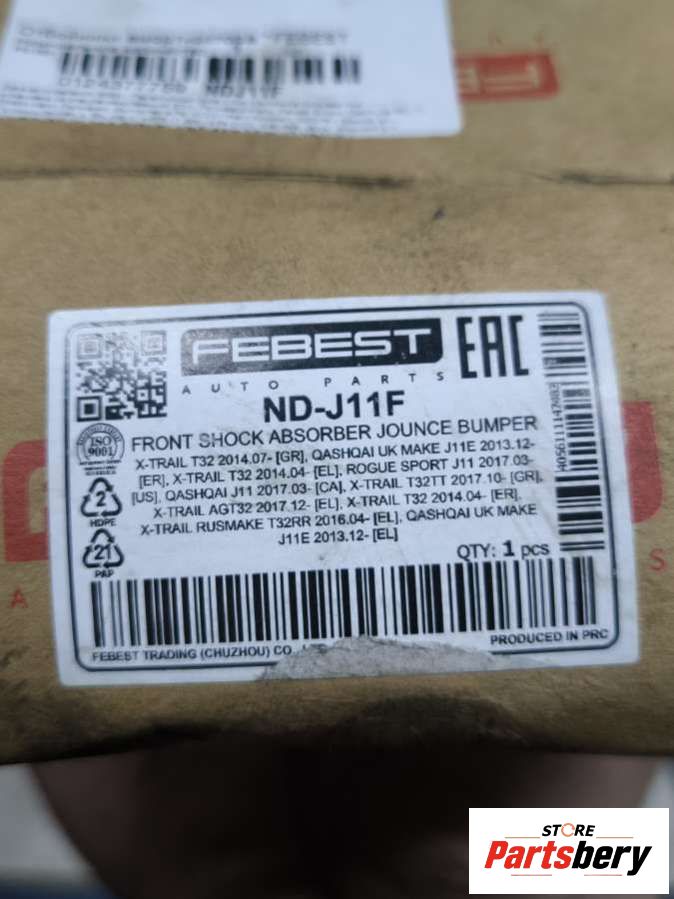 ND-J11F
FEBEST
EAC
AUTO PARTS
ND-J11F
FRONT SHOCK ABSORBER JOUNCE BUMPER
X-TRAIL T32 2014.07- [GR], QASHQAI UK MAKE J11E 2013.12-
[ER], X-TRAIL T32 2014.04- [EL], ROGUE SPORT J11 2017.03-
[US], QASHQAI J11 2017.03- [CA], X-TRAIL T32TT 2017.10- [GR],
X-TRAIL AGT32 2017.12- [EL], X-TRAIL T32 2014.04- [ER],
X-TRAIL RUSMAKE T32RR 2016.04- [EL], QASHQAI UK MAKE
J11E 2013.12- [EL]
ISO
9001
2
HDPE
21
PAP
QTY: 1 pcs
FEBEST TRADING (CHUZHOU) CO.
PRODUCED IN PRC
STORE
Partsbery